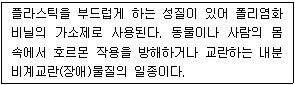 플라스틱을 부드럽게 하는 성질이 있어 폴리염화
비닐의 가소제로 사용된다. 동물이나 사람의 몸
속에서 호르몬 작용을 방해하거나 교란하는 내분
비계교란(장애)물질의 일종이다.